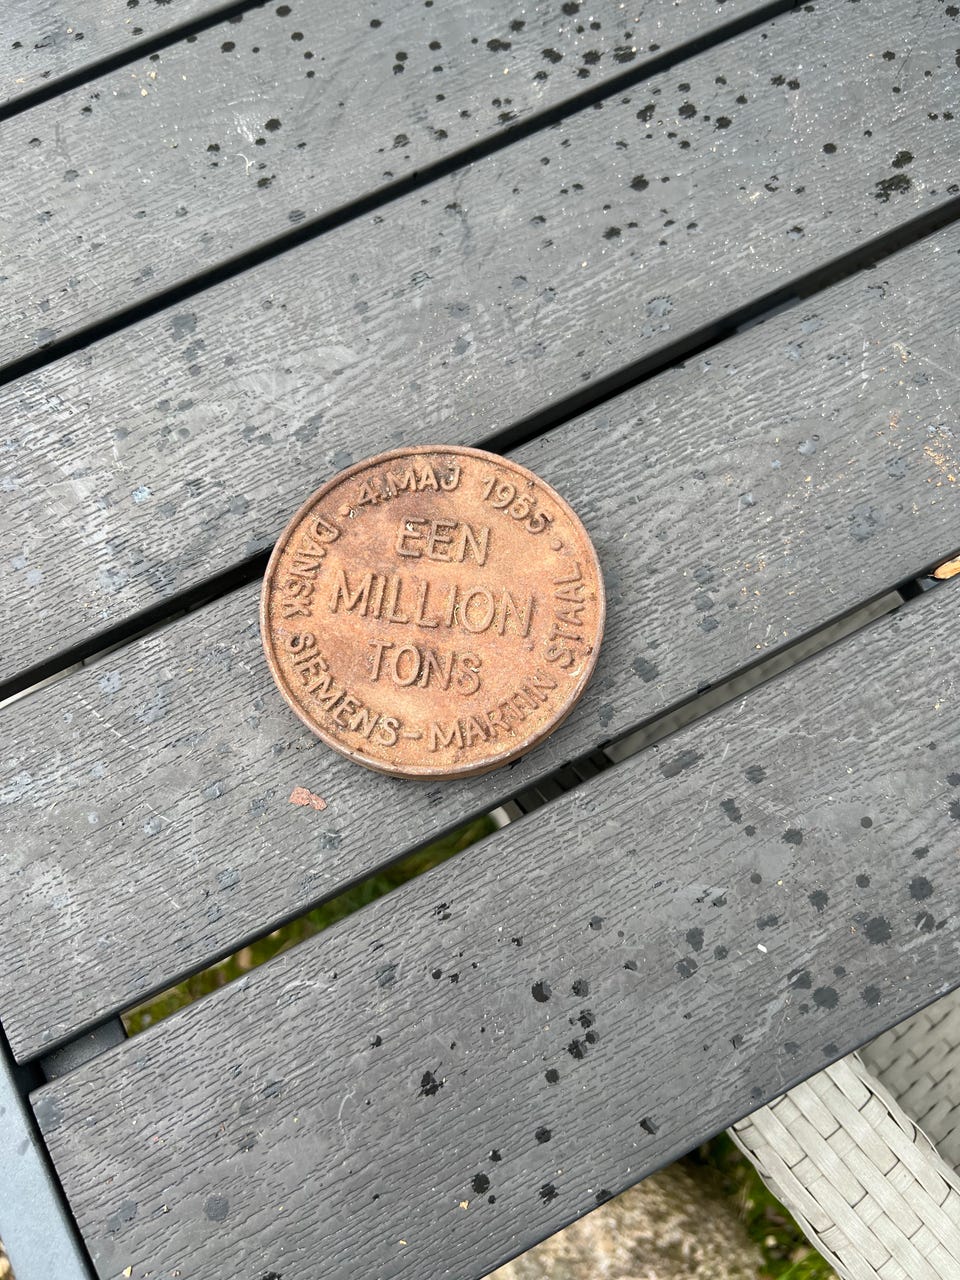 · 4. MAJ 1955 ·
EEN
MILLION
TONS
DANSK SIEMENS-MARTIN STAAL